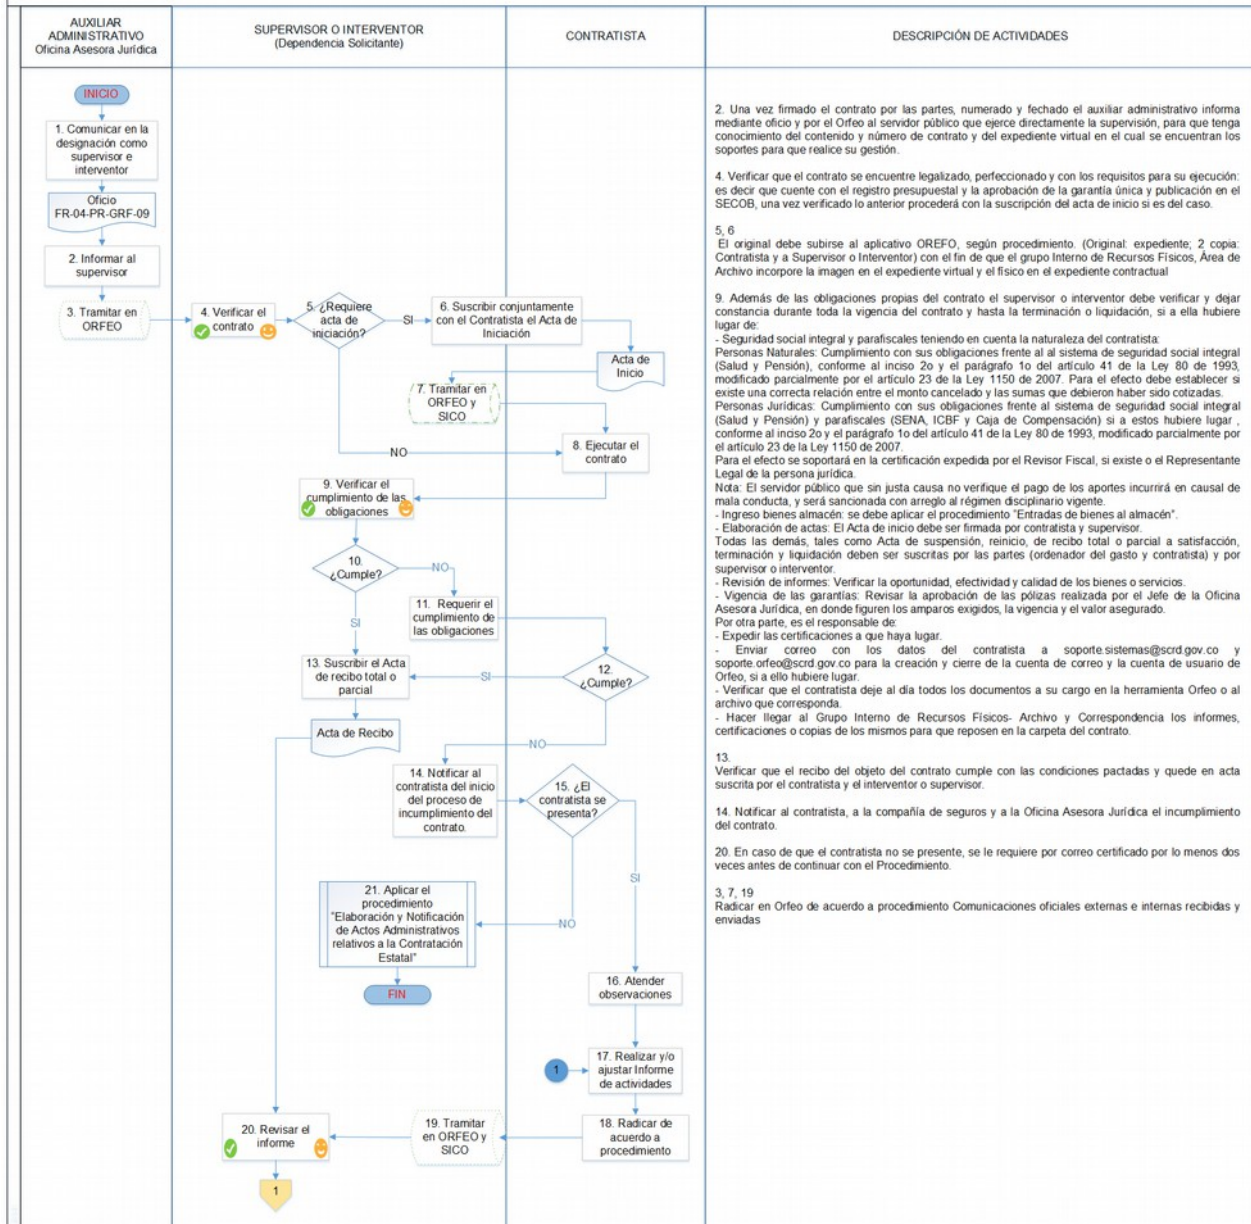 AUXILIAR
ADMINISTRATIVO
Oficina Asesora Jurídica
SUPERVISOR O INTERVENTOR
(Dependencia Solicitante)
CONTRATISTA
DESCRIPCIÓN DE ACTIVIDADES
INICIO
1. Comunicar en la
designación como
supervisor e
interventor
Oficio
FR-04-PR-GRF-09
2. Informar al
supervisor
3. Tramitar en
ORFEO
4. Verificar el
contrato
5. ¿Requiere
acta de
iniciación?
SI
NO
6. Suscribir conjuntamente
con el Contratista el Acta de
Iniciación
Acta de
Inicio
7. Tramitar en
ORFEO y
SICO
8. Ejecutar el
contrato
9. Verificar el
cumplimiento de las
obligaciones
10.
¿Cumple?
NO
SI
11. Requerir el
cumplimiento de
las obligaciones
12.
¿Cumple?
SI
NO
13. Suscribir el Acta
de recibo total o
parcial
Acta de Recibo
14. Notificar al
contratista del inicio
del proceso de
incumplimiento del
contrato.
15. ¿El
contratista se
presenta?
SI
NO
21. Aplicar el
procedimiento
"Elaboración y Notificación
de Actos Administrativos
relativos a la Contratación
Estatal"
FIN
16. Atender
observaciones
1
17. Realizar y/o
ajustar Informe
de actividades
18. Radicar de
acuerdo a
procedimiento
19. Tramitar
en ORFEO y
SICO
20. Revisar el
informe
1
2. Una vez firmado el contrato por las partes, numerado y fechado el auxiliar administrativo informa
mediante oficio y por el Orfeo al servidor público que ejerce directamente la supervisión, para que tenga
conocimiento del contenido y número de contrato y del expediente virtual en el cual se encuentran los
soportes para que realice su gestión.
4. Verificar que el contrato se encuentre legalizado, perfeccionado y con los requisitos para su ejecución:
es decir que cuente con el registro presupuestal y la aprobación de la garantía única y publicación en el
SECOB, una vez verificado lo anterior procederá con la suscripción del acta de inicio si es del caso.
5, 6
El original debe subirse al aplicativo OREFO, según procedimiento. (Original: expediente; 2 copia:
Contratista y a Supervisor o Interventor) con el fin de que el grupo Interno de Recursos Físicos, Área de
Archivo incorpore la imagen en el expediente virtual y el físico en el expediente contractual
9. Además de las obligaciones propias del contrato el supervisor o interventor debe verificar y dejar
constancia durante toda la vigencia del contrato y hasta la terminación o liquidación, si a ella hubiere
lugar de:
- Seguridad social integral y parafiscales teniendo en cuenta la naturaleza del contratista:
Personas Naturales: Cumplimiento con sus obligaciones frente al al sistema de seguridad social integral
(Salud y Pensión), conforme al inciso 2o y el parágrafo 1o del artículo 41 de la Ley 80 de 1993,
modificado parcialmente por el artículo 23 de la Ley 1150 de 2007. Para el efecto debe establecer si
existe una correcta relación entre el monto cancelado y las sumas que debieron haber sido cotizadas.
Personas Jurídicas: Cumplimiento con sus obligaciones frente al sistema de seguridad social integral
(Salud y Pensión) y parafiscales (SENA, ICBF y Caja de Compensación) si a estos hubiere lugar ,
conforme al inciso 2o y el parágrafo 1o del artículo 41 de la Ley 80 de 1993, modificado parcialmente por
el artículo 23 de la Ley 1150 de 2007.
Para el efecto se soportará en la certificación expedida por el Revisor Fiscal, si existe o el Representante
Legal de la persona jurídica.
Nota: El servidor público que sin justa causa no verifique el pago de los aportes incurrirá en causal de
mala conducta, y será sancionada con arreglo al régimen disciplinario vigente.
- Ingreso bienes almacén: se debe aplicar el procedimiento "Entradas de bienes al almacén".
- Elaboración de actas: El Acta de inicio debe ser firmada por contratista y supervisor.
Todas las demás, tales como Acta de suspensión, reinicio, de recibo total o parcial a satisfacción,
terminación y liquidación deben ser suscritas por las partes (ordenador del gasto y contratista) y por
supervisor o interventor.
- Revisión de informes: Verificar la oportunidad, efectividad y calidad de los bienes o servicios.
- Vigencia de las garantías: Revisar la aprobación de las pólizas realizada por el Jefe de la Oficina
Asesora Jurídica, en donde figuren los amparos exigidos, la vigencia y el valor asegurado.
Por otra parte, es el responsable de:
- Expedir las certificaciones a que haya lugar.
- Enviar correo con los datos del contratista a soporte.sistemas@scrd.gov.co y
soporte.orfeo@scrd.gov.co para la creación y cierre de la cuenta de correo y la cuenta de usuario de
Orfeo, si a ello hubiere lugar.
- Verificar que el contratista deje al día todos los documentos a su cargo en la herramienta Orfeo o al
archivo que corresponda.
- Hacer llegar al Grupo Interno de Recursos Físicos- Archivo y Correspondencia los informes,
certificaciones o copias de los mismos para que reposen en la carpeta del contrato.
13.
Verificar que el recibo del objeto del contrato cumple con las condiciones pactadas y quede en acta
suscrita por el contratista y el interventor o supervisor.
14. Notificar al contratista, a la compañía de seguros y a la Oficina Asesora Jurídica el incumplimiento
del contrato.
20. En caso de que el contratista no se presente, se le requiere por correo certificado por lo menos dos
veces antes de continuar con el Procedimiento.
3, 7, 19
Radicar en Orfeo de acuerdo a procedimiento Comunicaciones oficiales externas e internas recibidas y
enviadas